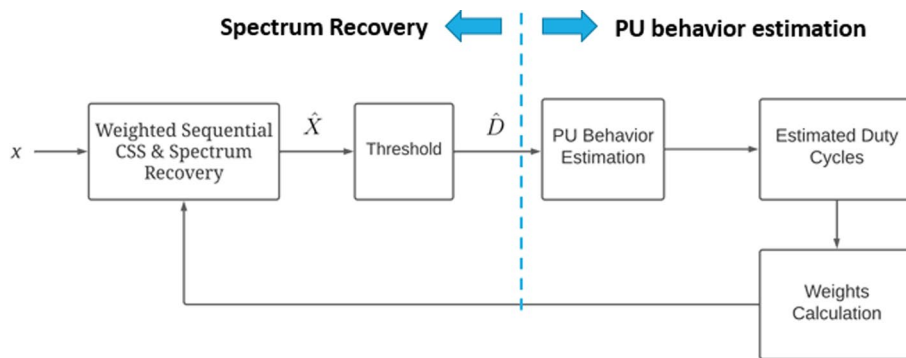 Spectrum Recovery
PU behavior estimation
x
Weighted Sequential
CSS & Spectrum
Recovery
X̂
Threshold
D̂
PU Behavior
Estimation
Estimated Duty
Cycles
Weights
Calculation